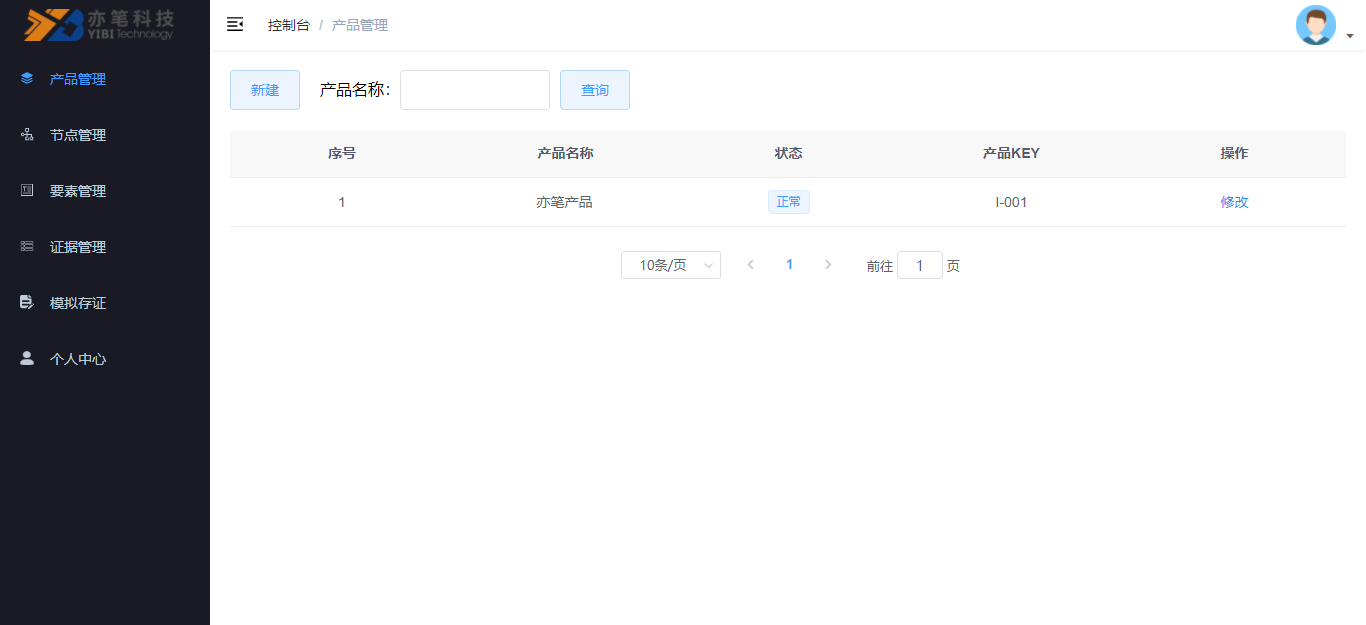 亦笔科技
YIBI Technology
产品管理
节点管理
要素管理
证据管理
模拟存证
个人中心
控制台 / 产品管理
新建 产品名称: 查询
序号 产品名称 状态 产品KEY 操作
1 亦笔产品 正常 I-001 修改
10条/页 1 前往 1 页